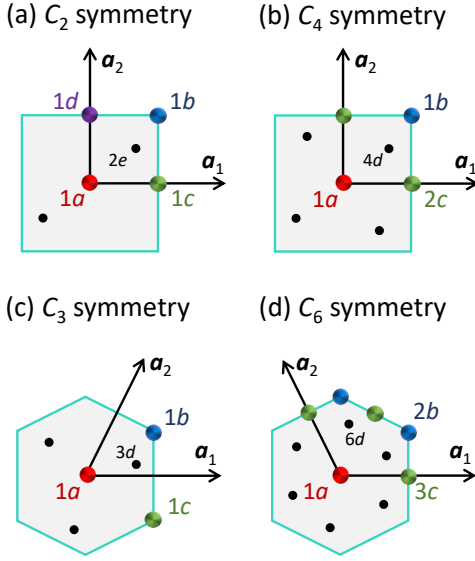 (a) C₂ symmetry
a₂
1d
1b
2e
a₁
1a
1c
(b) C₄ symmetry
a₂
1b
4d
a₁
1a
2c
(c) C₃ symmetry
a₂
1b
3d
a₁
1a
1c
(d) C₆ symmetry
a₂
2b
6d
a₁
1a
3c